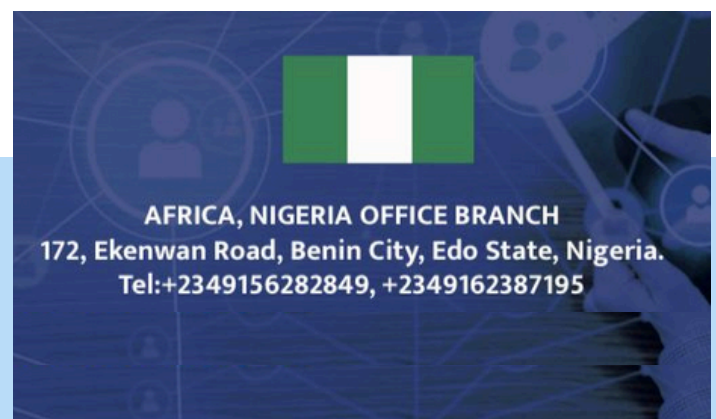 AFRICA, NIGERIA OFFICE BRANCH
172, Ekenwan Road, Benin City, Edo State, Nigeria.
Tel:+2349156282849, +2349162387195